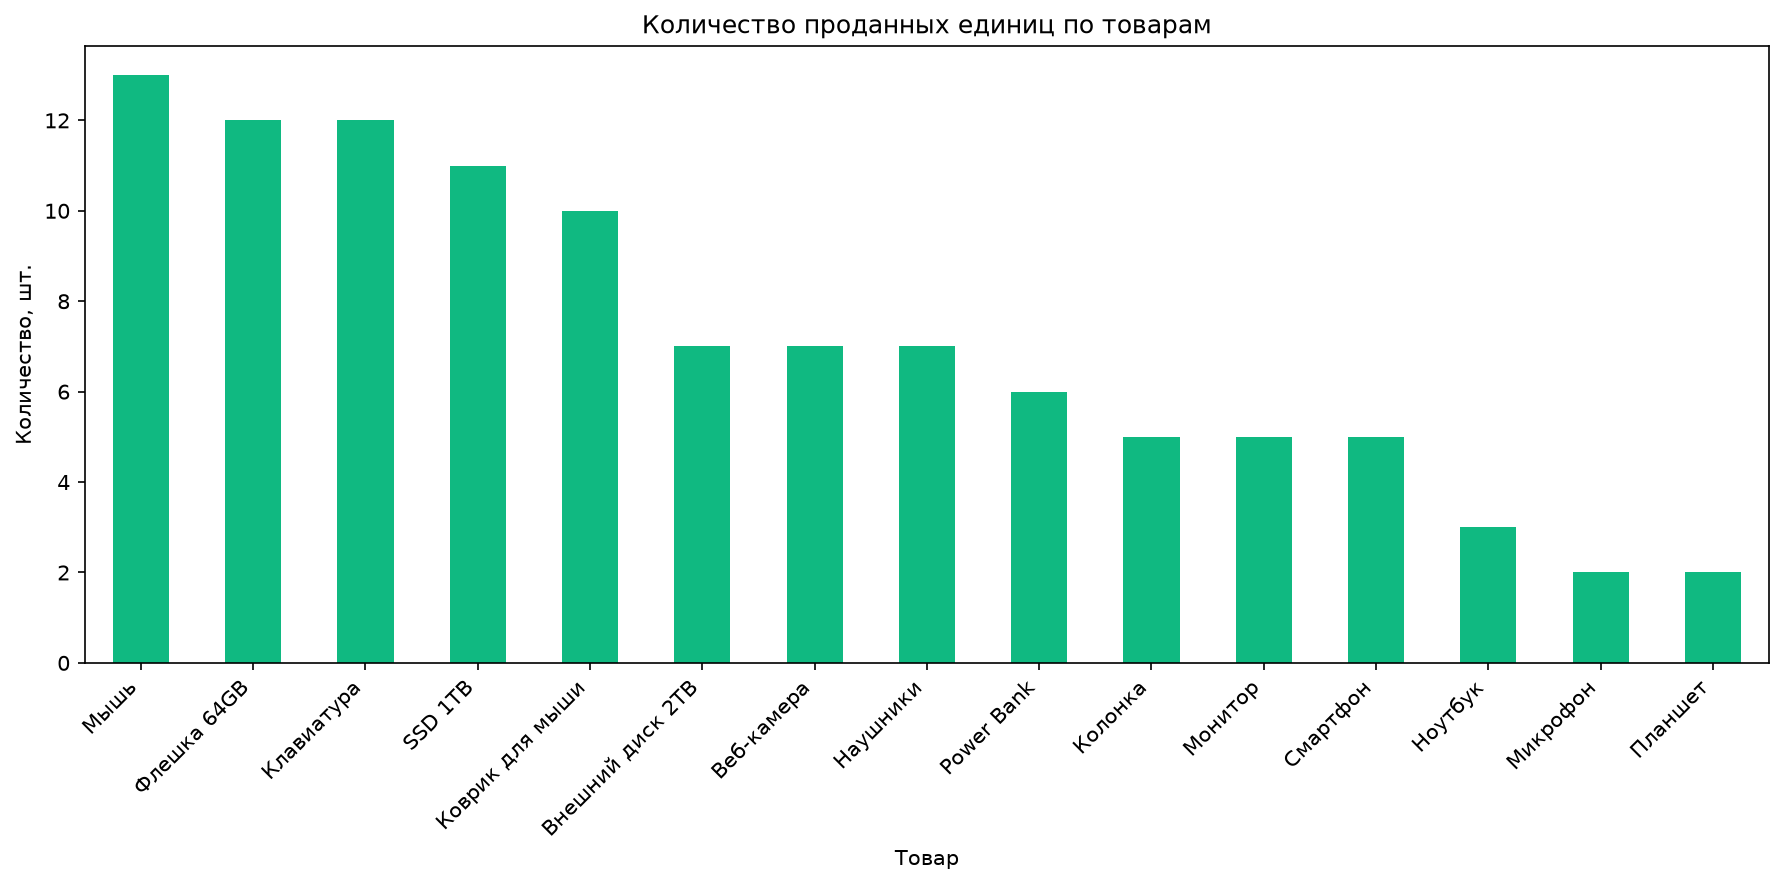 Количество проданных единиц по товарам
Количество, шт.
12
10
8
6
4
2
0
Мышь
Флешка 64GB
Клавиатура
SSD 1TB
Коврик для мыши
Внешний диск 2TB
Веб-камера
Наушники
Power Bank
Колонка
Монитор
Смартфон
Ноутбук
Микрофон
Планшет
Товар